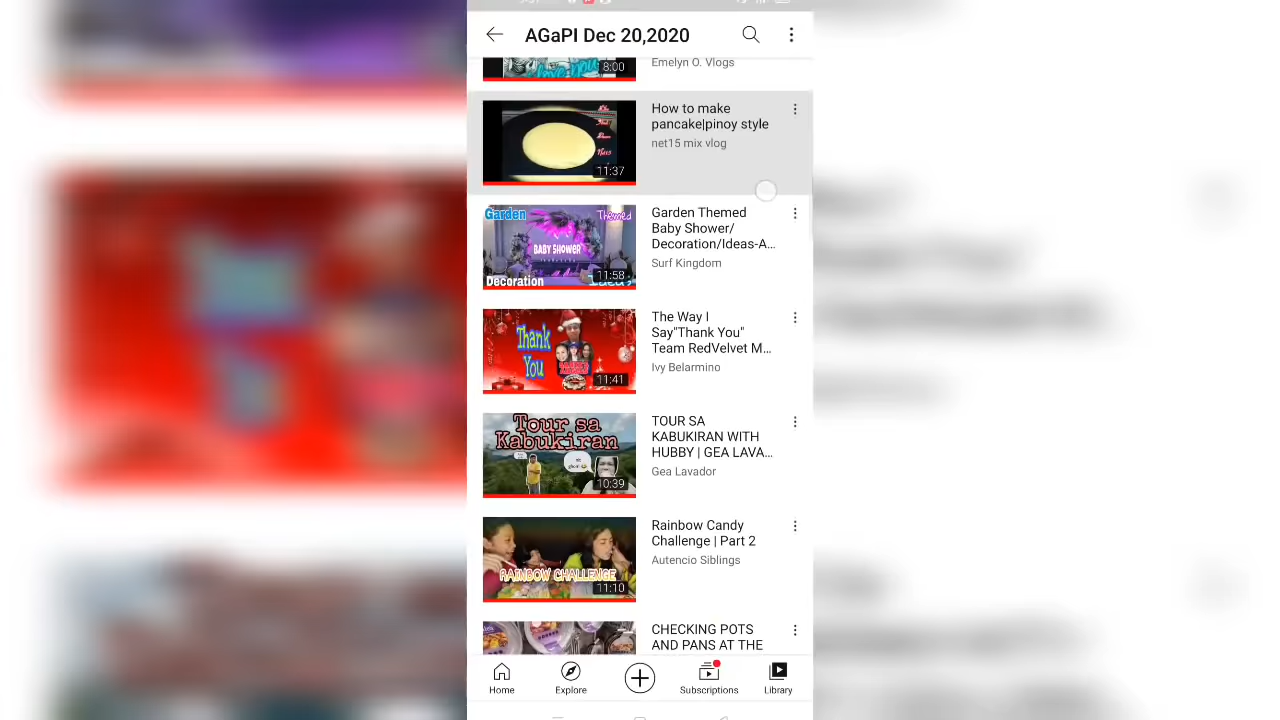 AGaPI Dec 20,2020
8:00
Emelyn O. Vlogs
How to make
pancake|pinoy style
net15 mix vlog
11:37
Garden Themed
BABY SHOWER
11:58
Decoration Ideas
Garden Themed
Baby Shower/
Decoration/Ideas-A...
Surf Kingdom
Thank
You
11:41
The Way I
Say"Thank You"
Team RedVelvet M...
Ivy Belarmino
Tour sa
Kabukiran
10:39
TOUR SA
KABUKIRAN WITH
HUBBY | GEA LAVA...
Gea Lavador
RAINBOW CHALLENGE
11:10
Rainbow Candy
Challenge | Part 2
Autencio Siblings
CHECKING POTS
AND PANS AT THE
Home
Explore
Subscriptions
Library